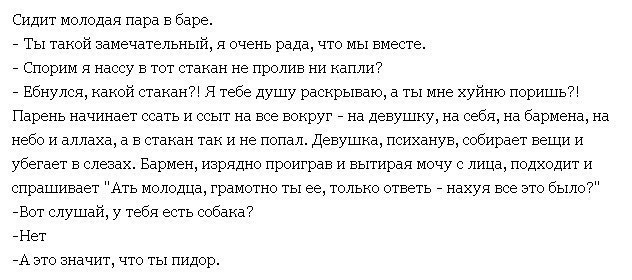 Сидит молодая пара в баре.
- Ты такой замечательный, я очень рада, что мы вместе.
- Спорим я нассу в тот стакан не пролив ни капли?
- Ебнулся, какой стакан?! Я тебе душу раскрываю, а ты мне хуйню поришь?!
Парень начинает ссать и ссыт на все вокруг - на девушку, на себя, на бармена, на
небо и аллаха, а в стакан так и не попал. Девушка, психанув, собирает вещи и
убегает в слезах. Бармен, изрядно проиграв и вытирая мочу с лица, подходит и
спрашивает "Ать молодца, грамотно ты ее, только ответь - нахуя все это было?"
-Вот слушай, у тебя есть собака?
-Нет
-А это значит, что ты пидор.